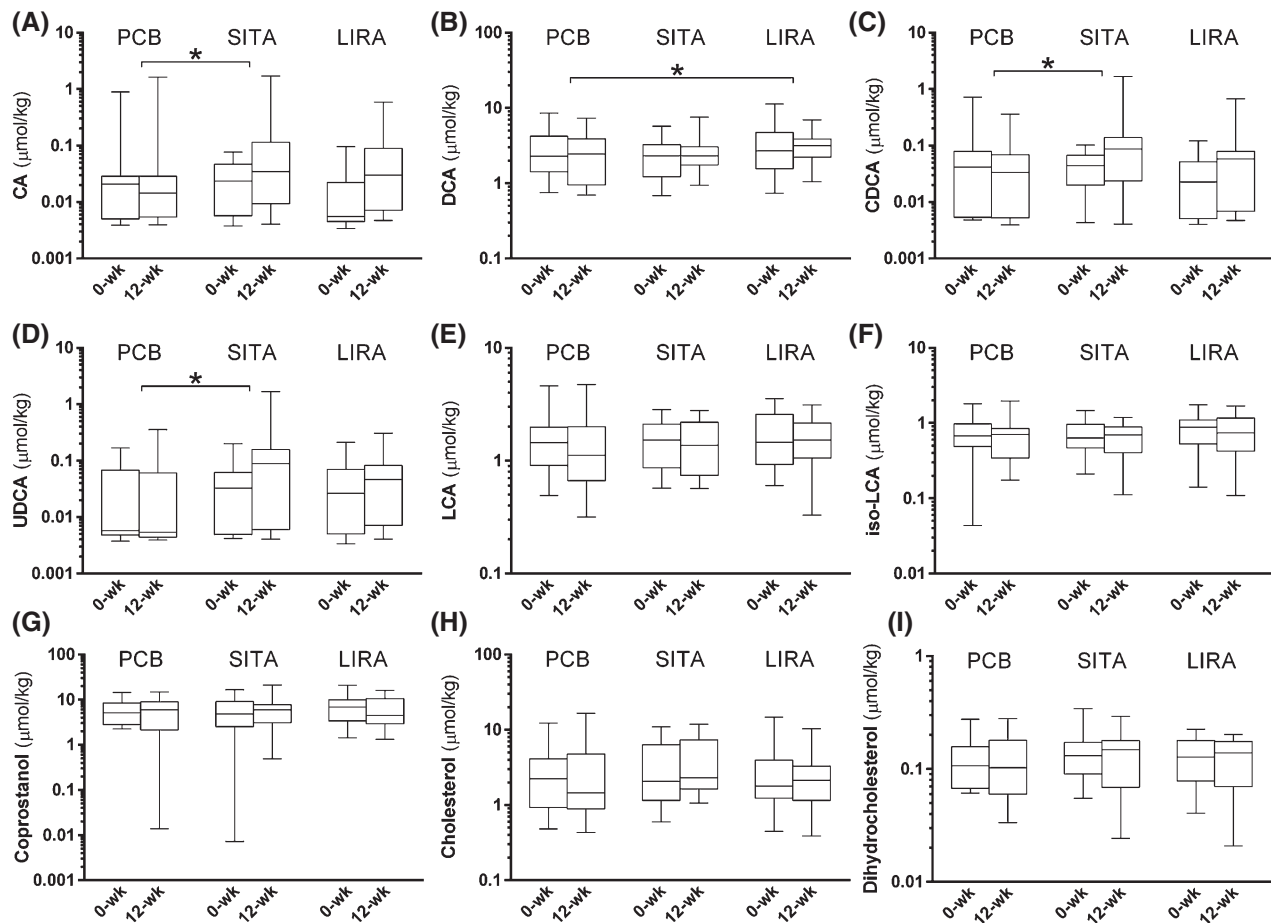 (A)
PCB SITA LIRA
*
CA (μmol/kg)
10
1
0.1
0.01
0.001
0-wk 12-wk 0-wk 12-wk 0-wk 12-wk
(B)
PCB SITA LIRA
*
DCA (μmol/kg)
100
10
1
0.1
0-wk 12-wk 0-wk 12-wk 0-wk 12-wk
(C)
PCB SITA LIRA
*
CDCA (μmol/kg)
10
1
0.1
0.01
0.001
0-wk 12-wk 0-wk 12-wk 0-wk 12-wk
(D)
PCB SITA LIRA
*
UDCA (μmol/kg)
10
1
0.1
0.01
0.001
0-wk 12-wk 0-wk 12-wk 0-wk 12-wk
(E)
PCB SITA LIRA
LCA (μmol/kg)
10
1
0.1
0-wk 12-wk 0-wk 12-wk 0-wk 12-wk
(F)
PCB SITA LIRA
iso-LCA (μmol/kg)
10
1
0.1
0.01
0-wk 12-wk 0-wk 12-wk 0-wk 12-wk
(G)
PCB SITA LIRA
Coprostanol (μmol/kg)
100
10
1
0.1
0.01
0.001
0-wk 12-wk 0-wk 12-wk 0-wk 12-wk
(H)
PCB SITA LIRA
Cholesterol (μmol/kg)
100
10
1
0.1
0-wk 12-wk 0-wk 12-wk 0-wk 12-wk
(I)
PCB SITA LIRA
Dihydrocholesterol (μmol/kg)
1
0.1
0.01
0-wk 12-wk 0-wk 12-wk 0-wk 12-wk